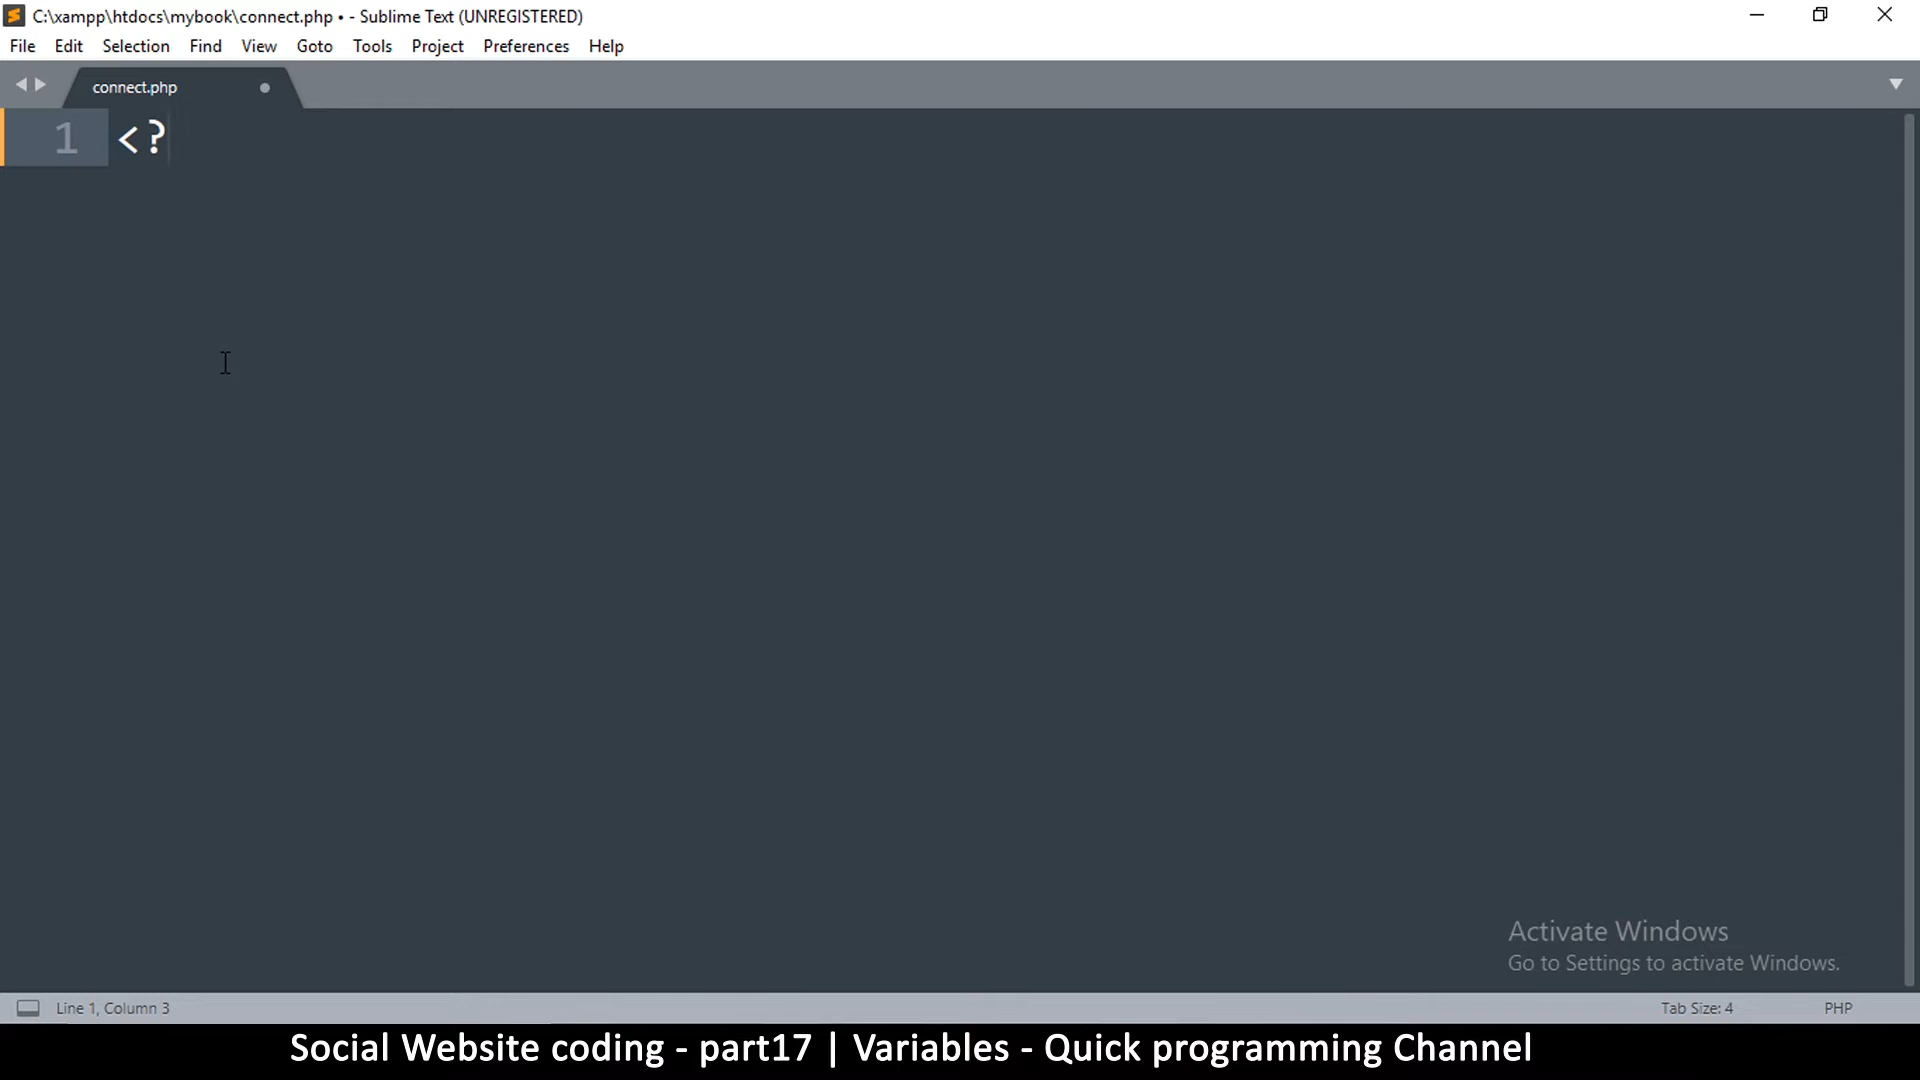 C:\xampp\htdocs\mybook\connect.php • - Sublime Text (UNREGISTERED)
File Edit Selection Find View Goto Tools Project Preferences Help
connect.php
1 <?
Activate Windows
Go to Settings to activate Windows.
Line 1, Column 3 Tab Size: 4 PHP
Social Website coding - part17 | Variables - Quick programming Channel